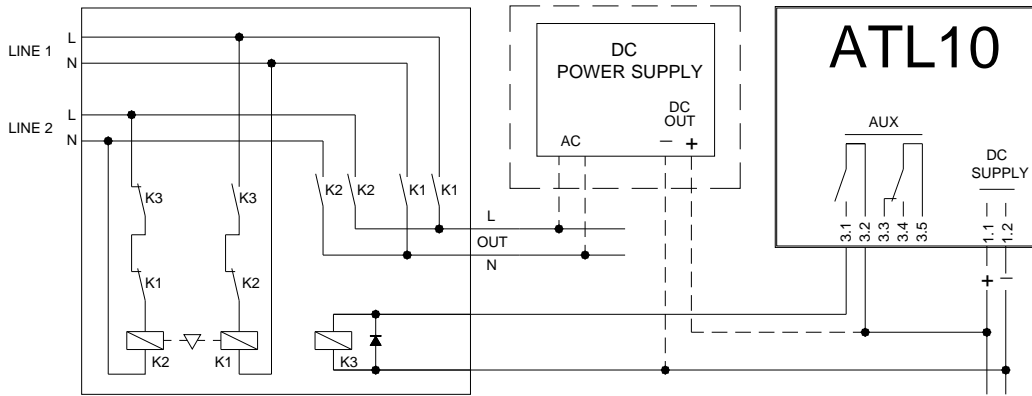 LINE 1
L
N
LINE 2
L
N
K3
K3
K2
K2
K1
K1
K1
K2
K2
K1
K3
L
OUT
N
DC
POWER SUPPLY
DC
OUT
AC
−
+
ATL10
AUX
DC
SUPPLY
3.1
3.2
3.3
3.4
3.5
1.1
1.2
+
−